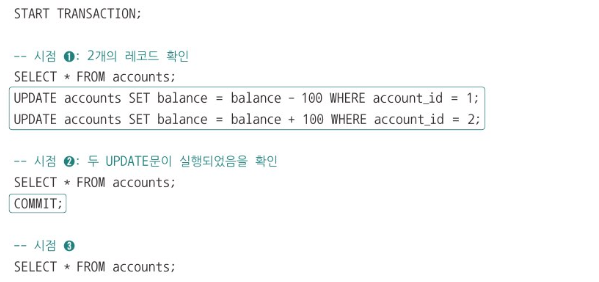 START TRANSACTION;
-- 시점 ❶: 2개의 레코드 확인
SELECT * FROM accounts;
UPDATE accounts SET balance = balance - 100 WHERE account_id = 1;
UPDATE accounts SET balance = balance + 100 WHERE account_id = 2;
-- 시점 ❷: 두 UPDATE문이 실행되었음을 확인
SELECT * FROM accounts;
COMMIT;
-- 시점 ❸
SELECT * FROM accounts;